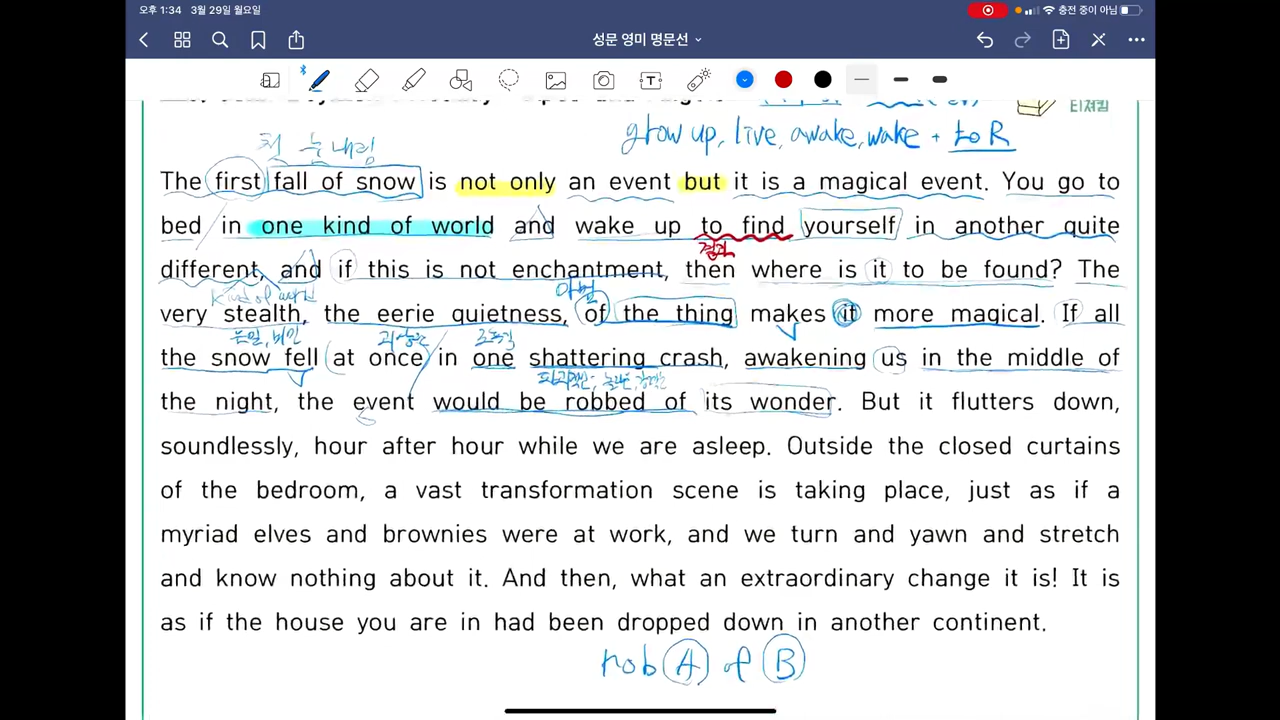 오후 1:34 3월 29일 월요일
충전 중이 아님
성문 영미 명문선
티처빌
grow up, live, awake, wake + to R
첫 눈 내림
The first fall of snow is not only an event but it is a magical event. You go to
bed in one kind of world and wake up to find yourself in another quite
결과
different, and if this is not enchantment, then where is it to be found? The
kind of world
very stealth, the eerie quietness, of the thing makes it more magical. If all
은밀, 비밀
the snow fell at once in one shattering crash, awakening us in the middle of
the night, the event would be robbed of its wonder. But it flutters down,
soundlessly, hour after hour while we are asleep. Outside the closed curtains
of the bedroom, a vast transformation scene is taking place, just as if a
myriad elves and brownies were at work, and we turn and yawn and stretch
and know nothing about it. And then, what an extraordinary change it is! It is
as if the house you are in had been dropped down in another continent.
rob A of B